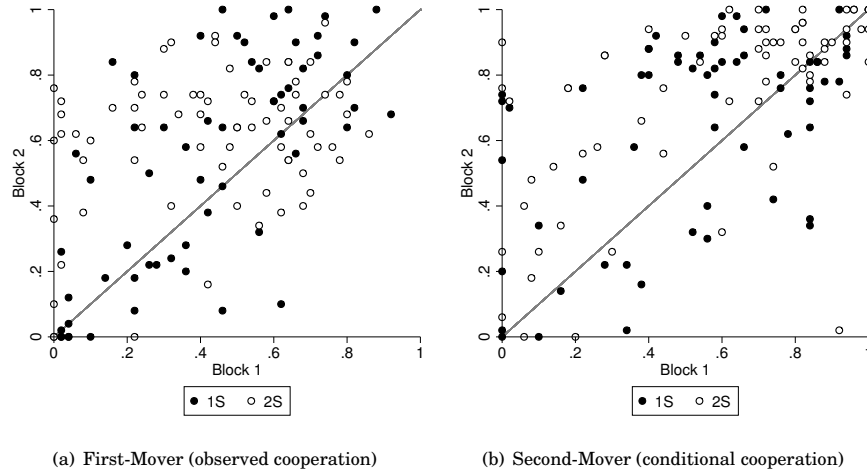 Block 2
0 .2 .4 .6 .8 1
0 .2 .4 .6 .8 1
Block 1
1S 2S
(a) First-Mover (observed cooperation)
Block 2
0 .2 .4 .6 .8 1
0 .2 .4 .6 .8 1
Block 1
1S 2S
(b) Second-Mover (conditional cooperation)